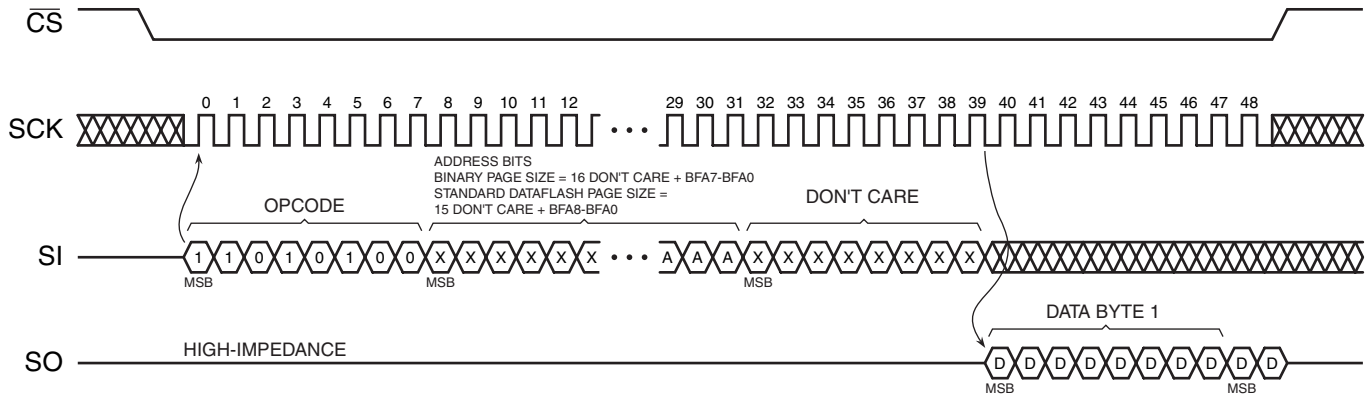 CS
SCK
0 1 2 3 4 5 6 7 8 9 10 11 12 29 30 31 32 33 34 35 36 37 38 39 40 41 42 43 44 45 46 47 48
ADDRESS BITS
BINARY PAGE SIZE = 16 DON'T CARE + BFA7-BFA0
STANDARD DATAFLASH PAGE SIZE =
15 DON'T CARE + BFA8-BFA0
OPCODE
DON'T CARE
SI
1 1 0 1 0 1 0 0 X X X X X X A A A X X X X X X X X
MSB MSB MSB
DATA BYTE 1
SO
HIGH-IMPEDANCE
D D D D D D D D D D
MSB MSB